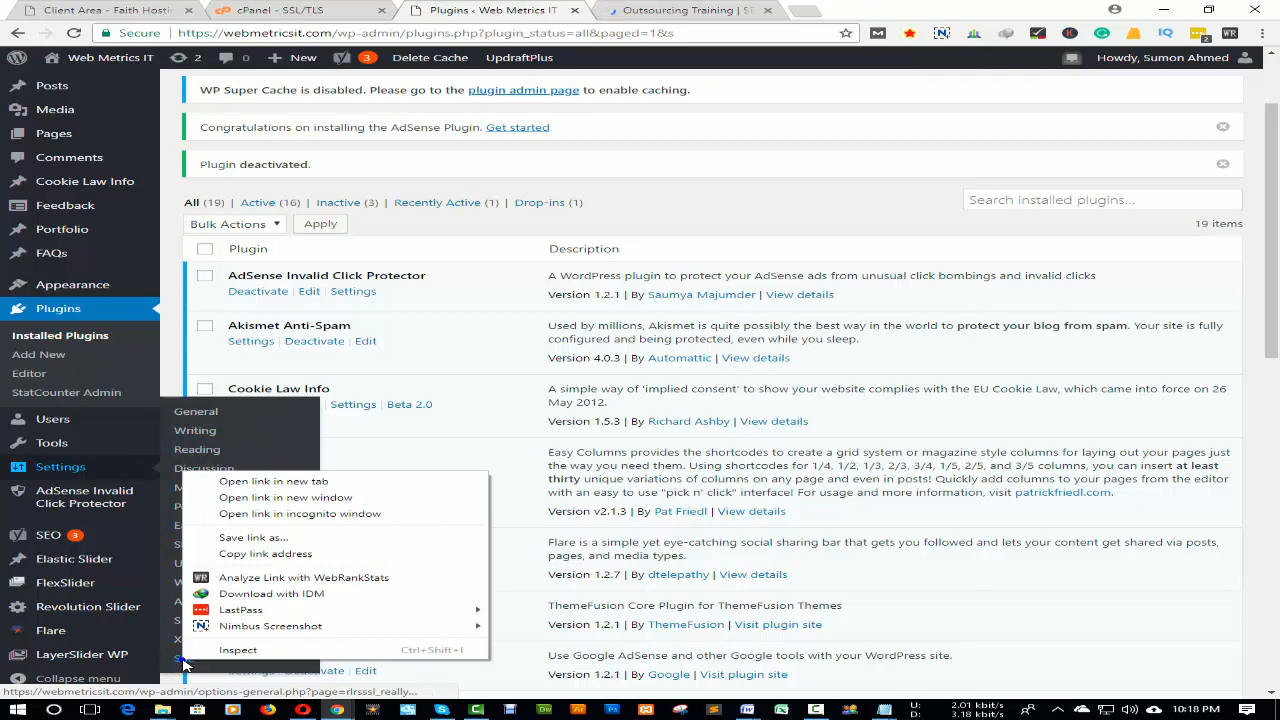 Client Area - Faith Hosti
cPanel - SSL/TLS
Plugins ‹ Web Metrics IT
Outsourcing Training | SE
Secure
https://webmetricsit.com/wp-admin/plugins.php?plugin_status=all&paged=1&s
Web Metrics IT 2 0 + New 3 Delete Cache UpdraftPlus
Howdy, Sumon Ahmed
Posts
Media
Pages
Comments
Cookie Law Info
Feedback
Portfolio
FAQs
Appearance
Plugins
Installed Plugins
Add New
Editor
StatCounter Admin
Users
Tools
Settings
AdSense Invalid
Click Protector
SEO 3
Elastic Slider
FlexSlider
Revolution Slider
Flare
LayerSlider WP
Collapse menu
WP Super Cache is disabled. Please go to the plugin admin page to enable caching.
Congratulations on installing the AdSense Plugin. Get started
Plugin deactivated.
All (19) | Active (16) | Inactive (3) | Recently Active (1) | Drop-ins (1)
Search installed plugins...
Bulk Actions
Apply
19 items
Plugin
Description
AdSense Invalid Click Protector
Deactivate | Edit | Settings
A WordPress plugin to protect your AdSense ads from unusual click bombings and invalid clicks
Version 1.2.1 | By Saumya Majumder | View details
Akismet Anti-Spam
Settings | Deactivate | Edit
Used by millions, Akismet is quite possibly the best way in the world to protect your blog from spam. Your site is fully
configured and being protected, even while you sleep.
Version 4.0.3 | By Automattic | View details
Cookie Law Info
Settings | Beta 2.0
A simple way of 'implied consent' to show your website complies with the EU Cookie Law, which came into force on 26
May 2012.
Version 1.5.3 | By Richard Ashby | View details
Easy Columns provides the shortcodes to create a grid system or magazine style columns for laying out your pages just
the way you need them. Using shortcodes for 1/4, 1/2, 1/3, 2/3, 3/4, 1/5, 2/5, and 3/5 columns, you can insert at least
thirty unique variations of columns on any page and even in posts! Quickly add columns to your pages from the
editor with an easy to use "pick n' click" interface! For usage and more information, visit patrickfriedl.com.
Version v2.1.3 | By Pat Friedl | View details
Flare is a simple yet eye-catching social sharing bar that gets you followed and lets your content get shared via posts,
pages, and media types.
Version 1.2.7 | By dtelepathy | View details
ThemeFusion Core Plugin for ThemeFusion Themes
Version 1.2.1 | By ThemeFusion | Visit plugin site
Settings | Deactivate | Edit
Use Google AdSense and other Google tools with your WordPress site.
Version 1.2.1 | By Google | Visit plugin site
General
Writing
Reading
Discussion
Open link in new tab
Open link in new window
Open link in incognito window
Save link as...
Copy link address
WR Analyze Link with WebRankStats
Download with IDM
LastPass
Nimbus Screenshot
Inspect Ctrl+Shift+I
https://webmetricsit.com/wp-admin/options-general.php?page=rlrsssl_really...
U: 2.01 kbit/s
D: 3.18 kbit/s
10:18 PM